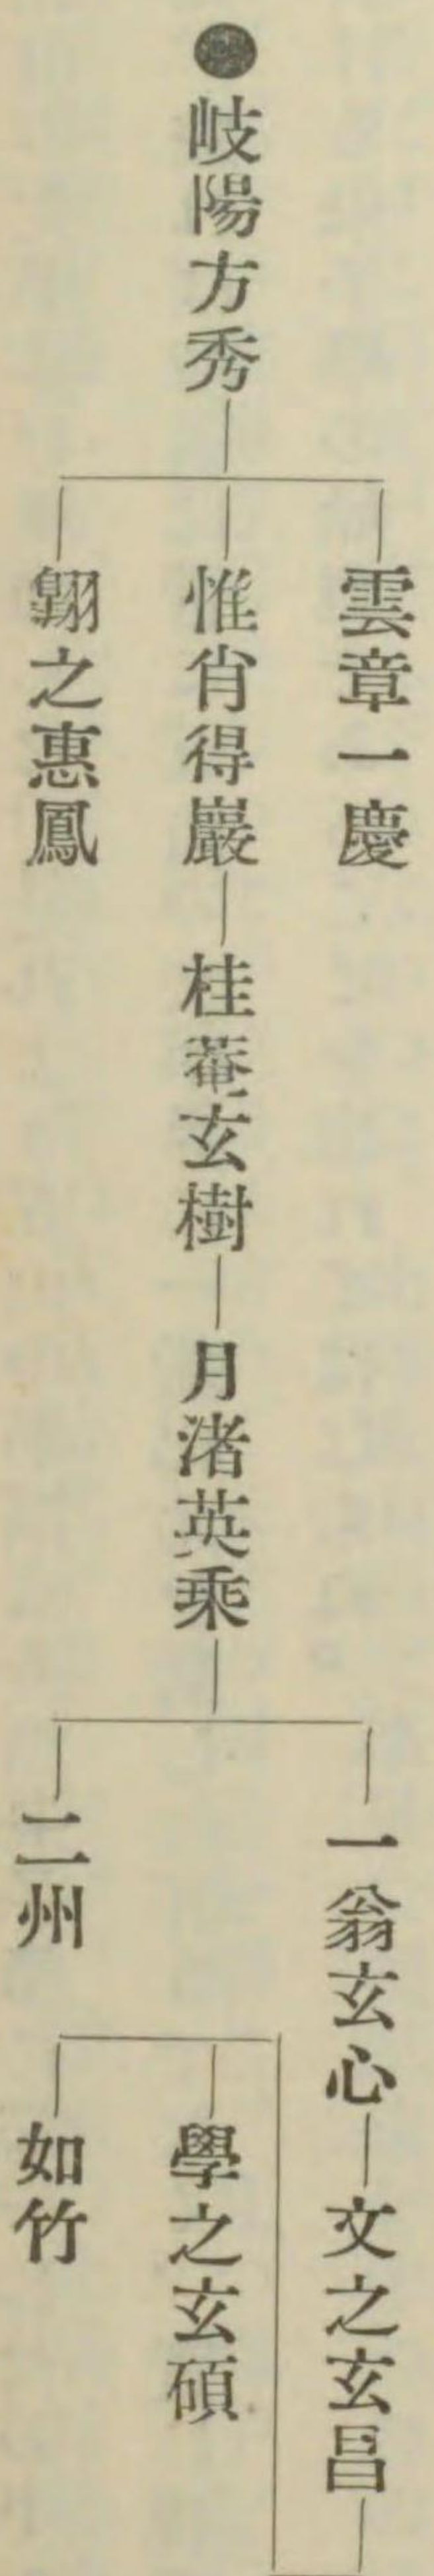 ●岐陽方秀
雲章一慶
惟肖得巖
桂菴玄樹
月渚英乗
翺之惠鳳
一翁玄心
文之玄昌
二州
學之玄碩
如竹